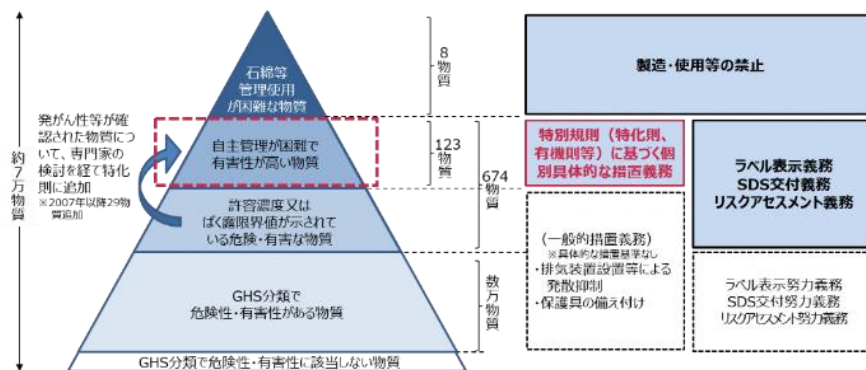 石綿等
管理使用
が困難な物質
自主管理が困難で
有害性が高い物質
許容濃度又は
ばく露限界値が示されて
いる危険・有害な物質
GHS分類で
危険性・有害性がある物質
GHS分類で危険性・有害性に該当しない物質
約7万物質
発がん性等が確
認された物質につ
いて、専門家の
検討を経て特化
則に追加
※2007年以降29物
質追加
8物質
123
物質
674
物質
数万物質
製造・使用等の禁止
特別規則（特化則、
有機則等）に基づく個
別具体的な措置義務
ラベル表示義務
SDS交付義務
リスクアセスメント義務
（一般的措置義務）
※具体的な措置基準なし
・排気装置設置等による
発散抑制
・保護具の備え付け
ラベル表示努力義務
SDS交付努力義務
リスクアセスメント努力義務